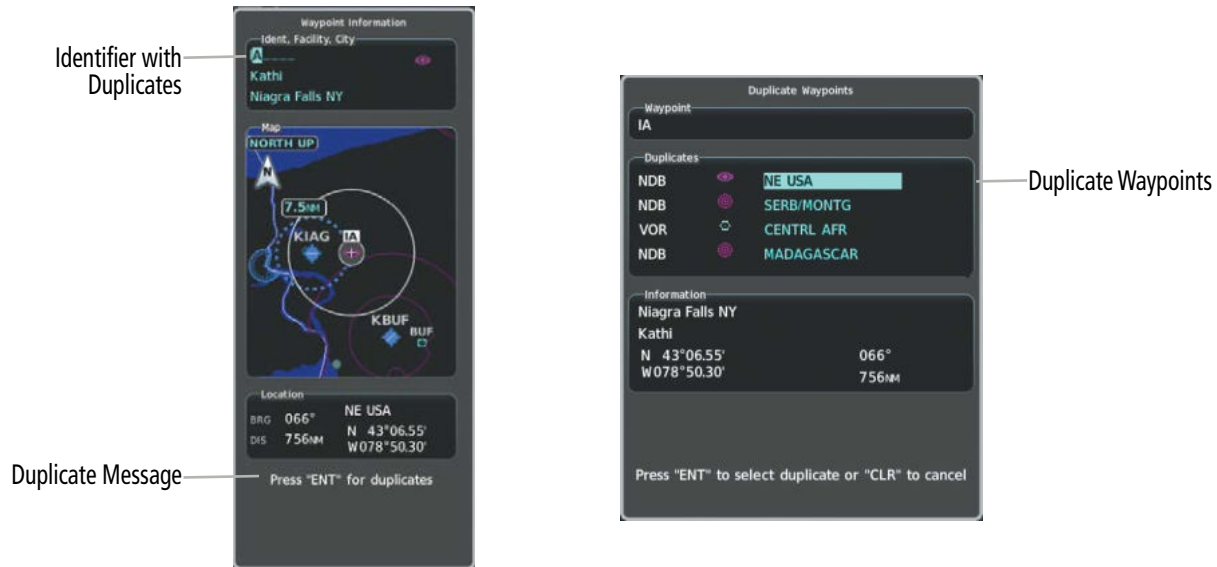 Identifier with
Duplicates
Duplicate Message
Waypoint Information
Ident, Facility, City
A_ _ _ _
Kathi
Niagra Falls NY
Map
NORTH UP
N
7.5NM
KIAG IA
KBUF
BUF
Location
BRG 066° NE USA
DIS 756NM N 43°06.55'
W078°50.30'
Press "ENT" for duplicates
Duplicate Waypoints
Waypoint
IA
Duplicates
NDB NE USA
NDB SERB/MONTG
VOR CENTRL AFR
NDB MADAGASCAR
Information
Niagra Falls NY
Kathi
N 43°06.55' 066°
W078°50.30' 756NM
Press "ENT" to select duplicate or "CLR" to cancel
Duplicate Waypoints